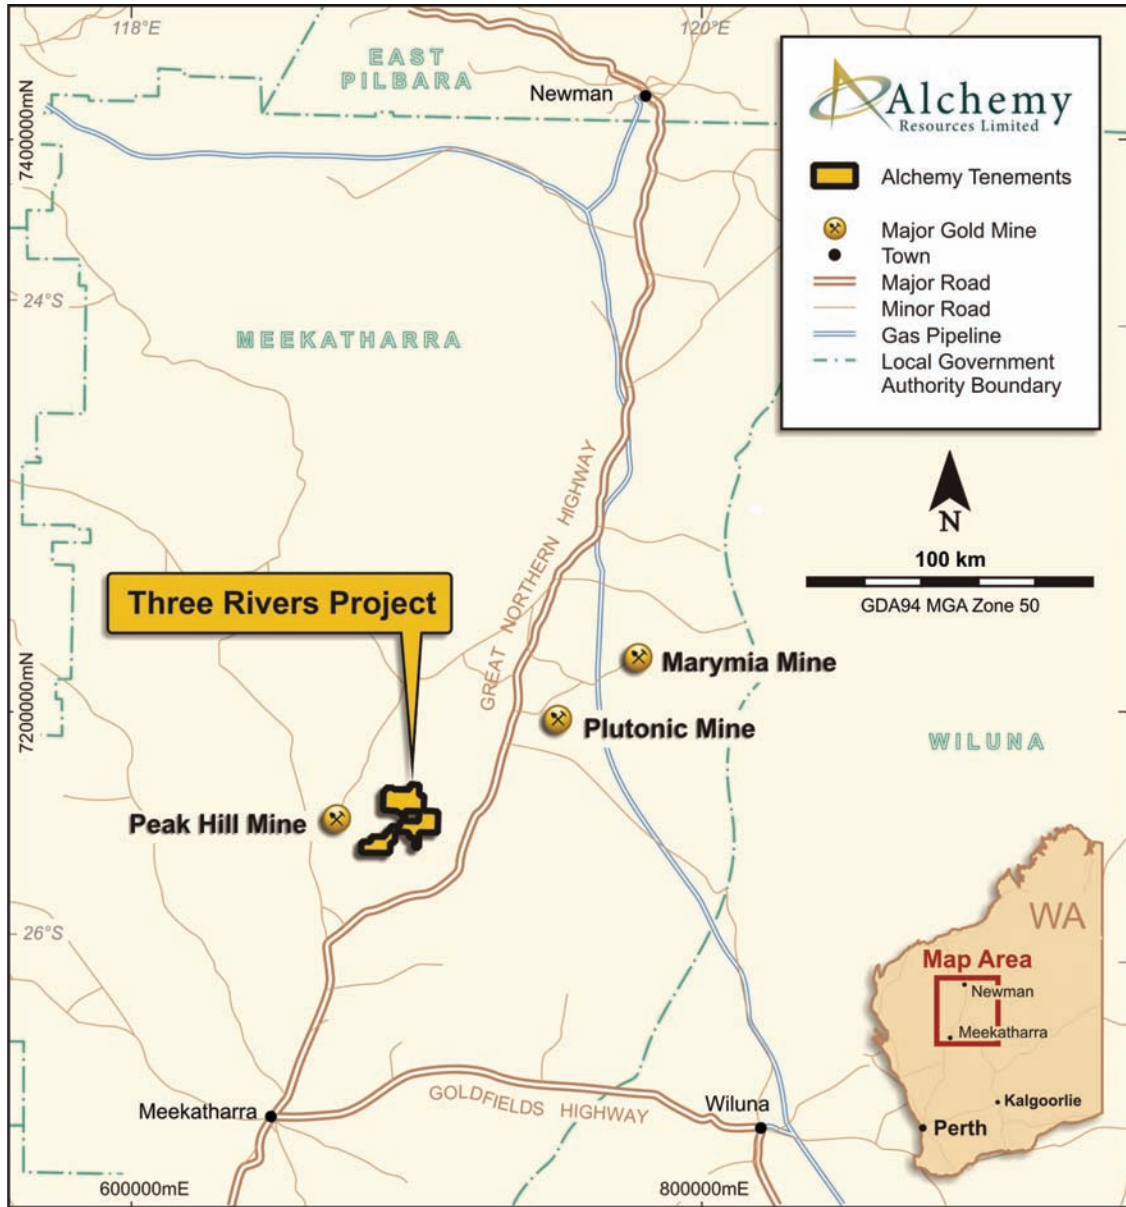 118°E
120°E
EAST
PILBARA
Newman
7400000mN
Alchemy
Resources Limited
Alchemy Tenements
Major Gold Mine
Town
Major Road
Minor Road
Gas Pipeline
Local Government
Authority Boundary
24°S
MEEKATHARRA
N
100 km
GDA94 MGA Zone 50
GREAT NORTHERN HIGHWAY
Three Rivers Project
Marymia Mine
7200000mN
Plutonic Mine
WILUNA
Peak Hill Mine
26°S
WA
Map Area
Newman
Meekatharra
Kalgoorlie
Perth
Meekatharra
GOLDFIELDS HIGHWAY
Wiluna
600000mE
800000mE